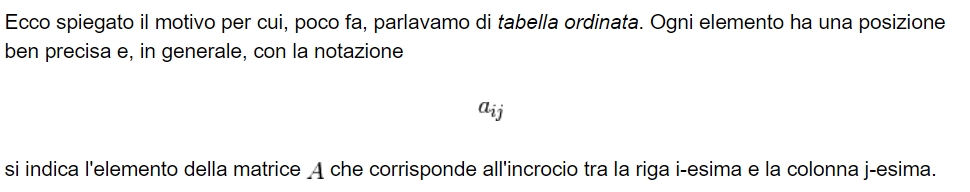 Ecco spiegato il motivo per cui, poco fa, parlavamo di tabella ordinata. Ogni elemento ha una posizione
ben precisa e, in generale, con la notazione
a_{ij}
si indica l'elemento della matrice A che corrisponde all'incrocio tra la riga i-esima e la colonna j-esima.